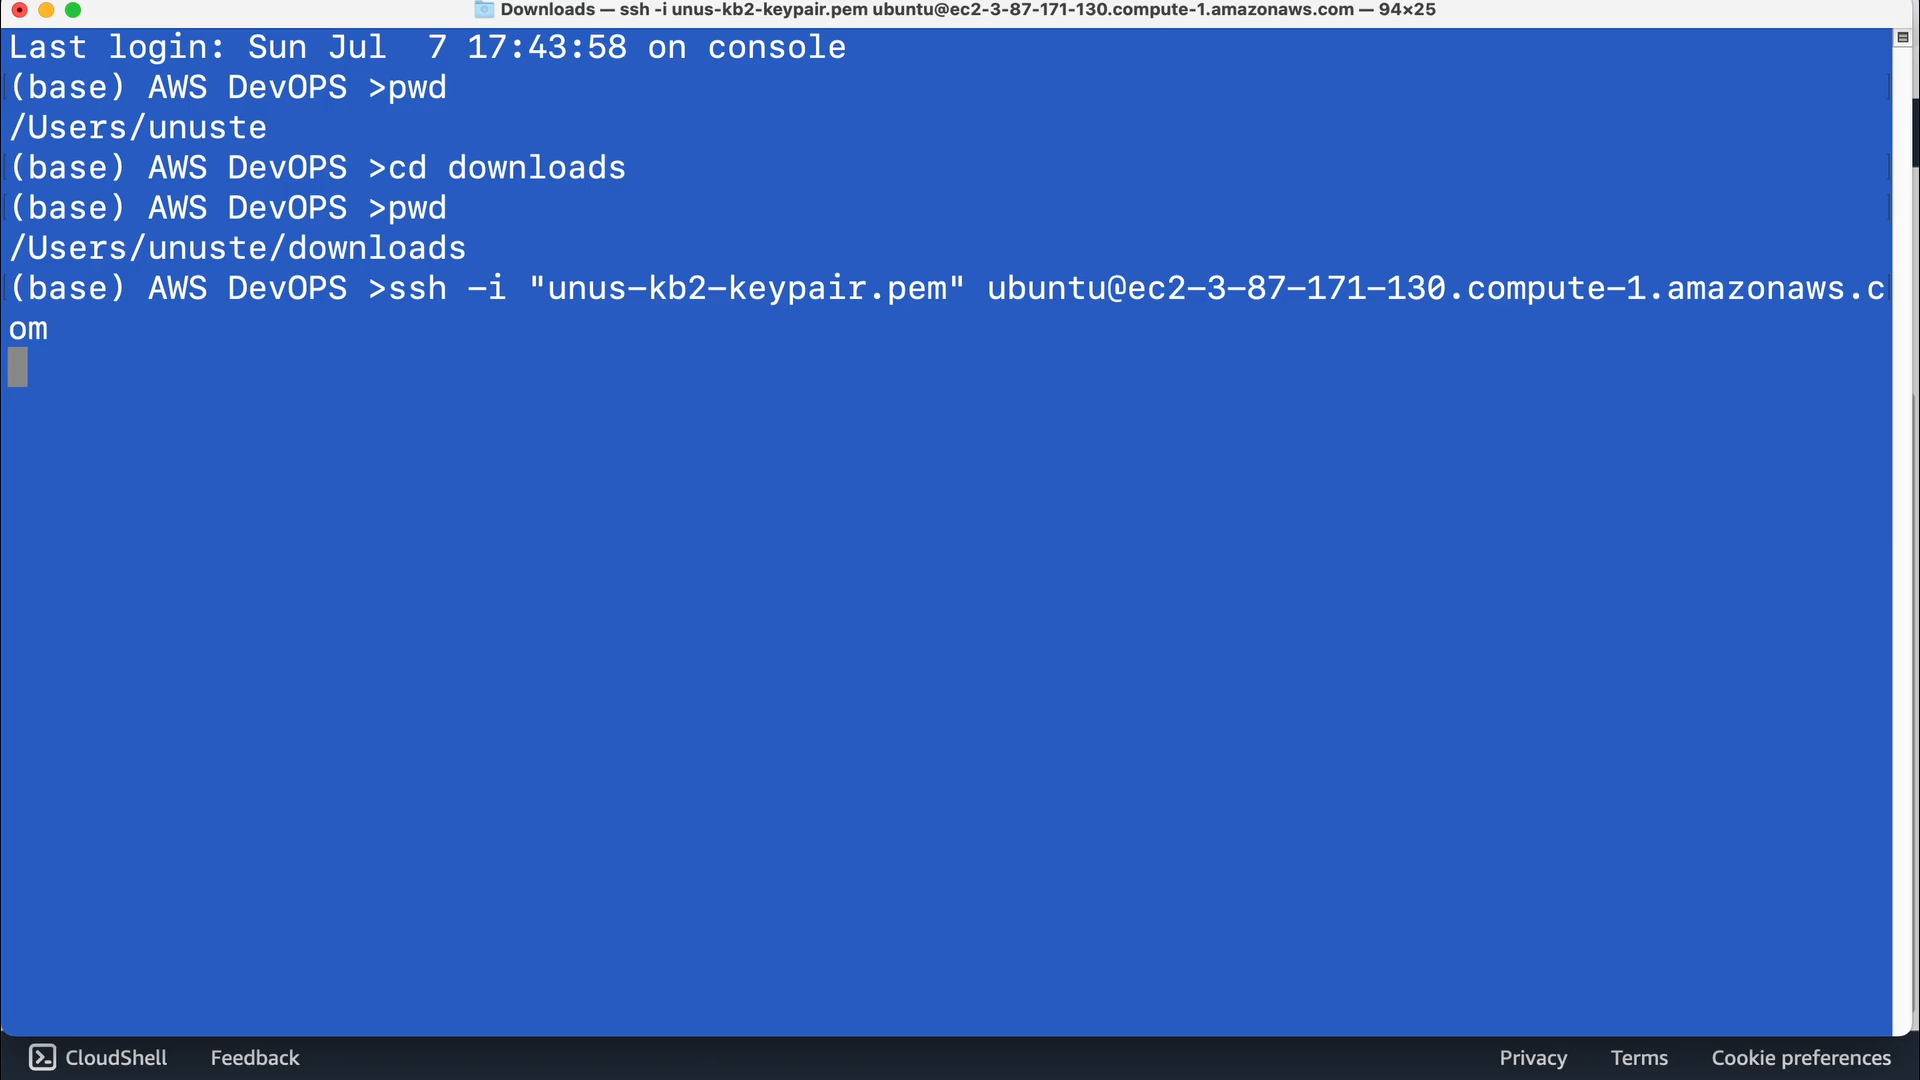 Downloads — ssh -i unus-kb2-keypair.pem ubuntu@ec2-3-87-171-130.compute-1.amazonaws.com — 94×25
Last login: Sun Jul  7 17:43:58 on console
(base) AWS DevOPS >pwd
/Users/unuste
(base) AWS DevOPS >cd downloads
(base) AWS DevOPS >pwd
/Users/unuste/downloads
(base) AWS DevOPS >ssh -i "unus-kb2-keypair.pem" ubuntu@ec2-3-87-171-130.compute-1.amazonaws.c
om
CloudShell Feedback Privacy Terms Cookie preferences